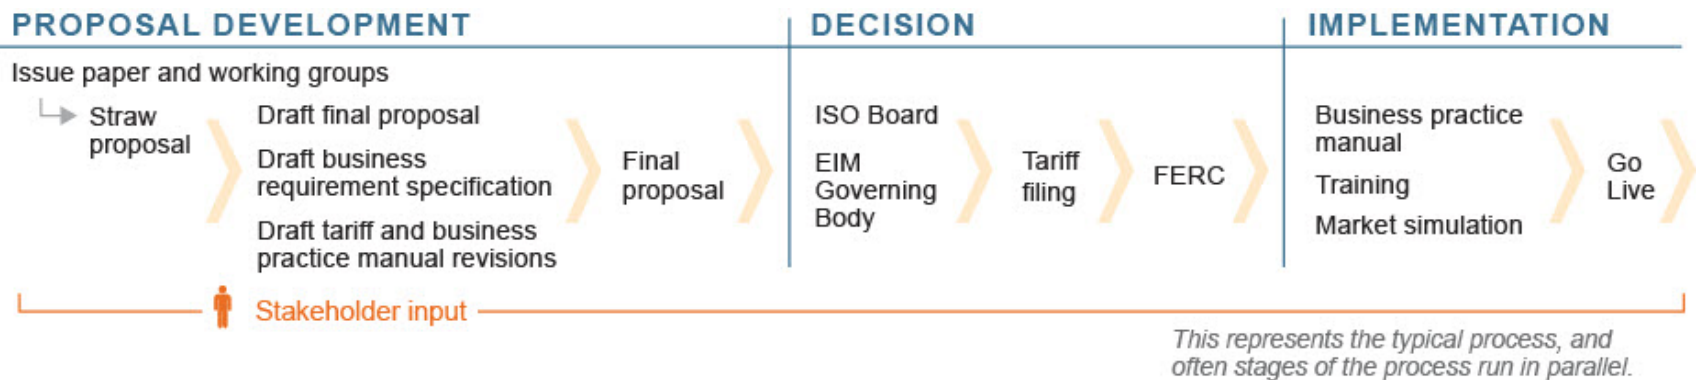 PROPOSAL DEVELOPMENT
Issue paper and working groups
Straw
proposal
Draft final proposal
Draft business
requirement specification
Draft tariff and business
practice manual revisions
Final
proposal
DECISION
ISO Board
EIM
Governing
Body
Tariff
filing
FERC
IMPLEMENTATION
Business practice
manual
Training
Market simulation
Go
Live
Stakeholder input
This represents the typical process, and
often stages of the process run in parallel.